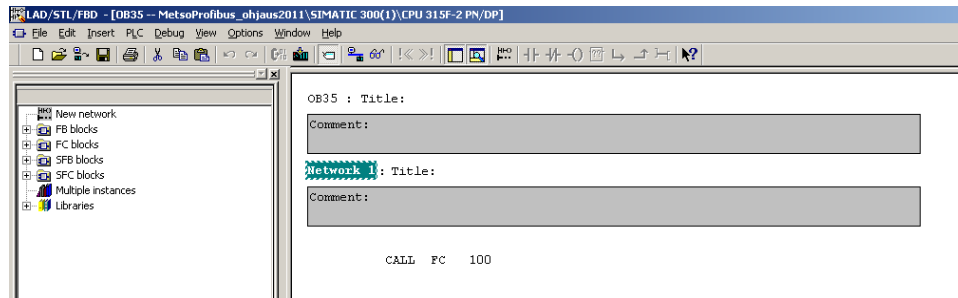 LAD/STL/FBD - [OB35 -- MetsoProfibus_ohjaus2011\SIMATIC 300(1)\CPU 315F-2 PN/DP]
File Edit Insert PLC Debug View Options Window Help
New network
FB blocks
FC blocks
SFB blocks
SFC blocks
Multiple instances
Libraries
OB35 : Title:
Comment:
Network 1: Title:
Comment:
CALL FC 100